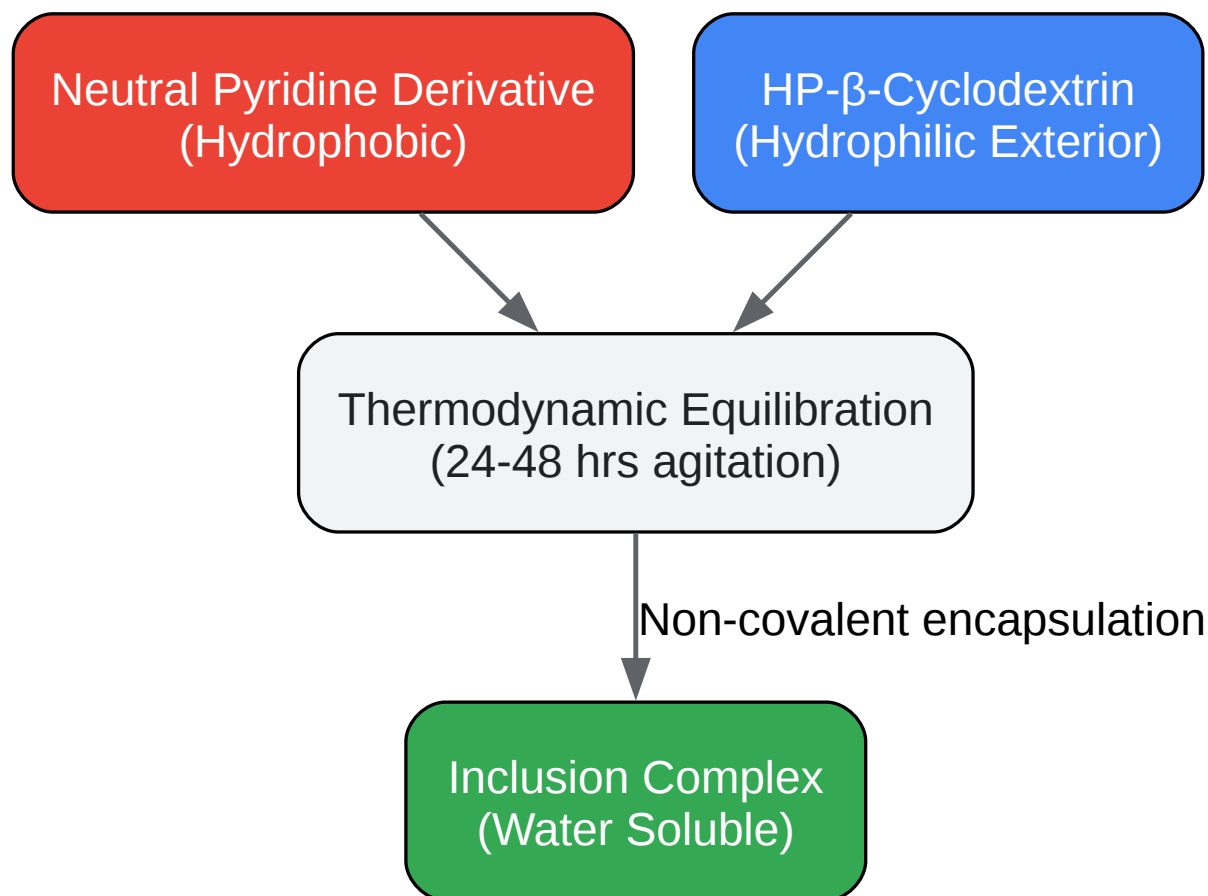 Neutral Pyridine Derivative
(Hydrophobic)
HP-β-Cyclodextrin
(Hydrophilic Exterior)
Thermodynamic Equilibration
(24-48 hrs agitation)
Non-covalent encapsulation
Inclusion Complex
(Water Soluble)